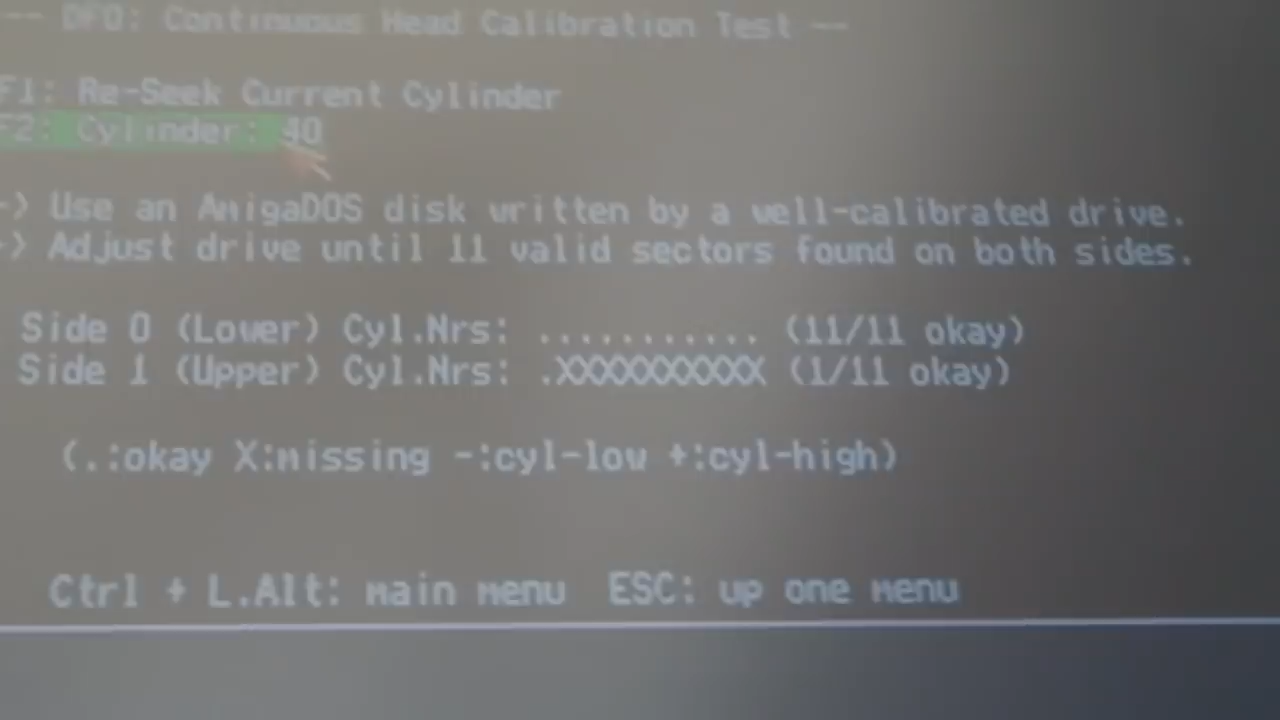 -- DF0: Continuous Head Calibration Test --
F1: Re-Seek Current Cylinder
F2: Cylinder: 40
-> Use an AmigaDOS disk written by a well-calibrated drive.
-> Adjust drive until 11 valid sectors found on both sides.
Side 0 (Lower) Cyl.Nrs: ........... (11/11 okay)
Side 1 (Upper) Cyl.Nrs: .XXXXXXXXXX (1/11 okay)
(.:okay X:missing -:cyl-low +:cyl-high)
Ctrl + L.Alt: main menu ESC: up one menu